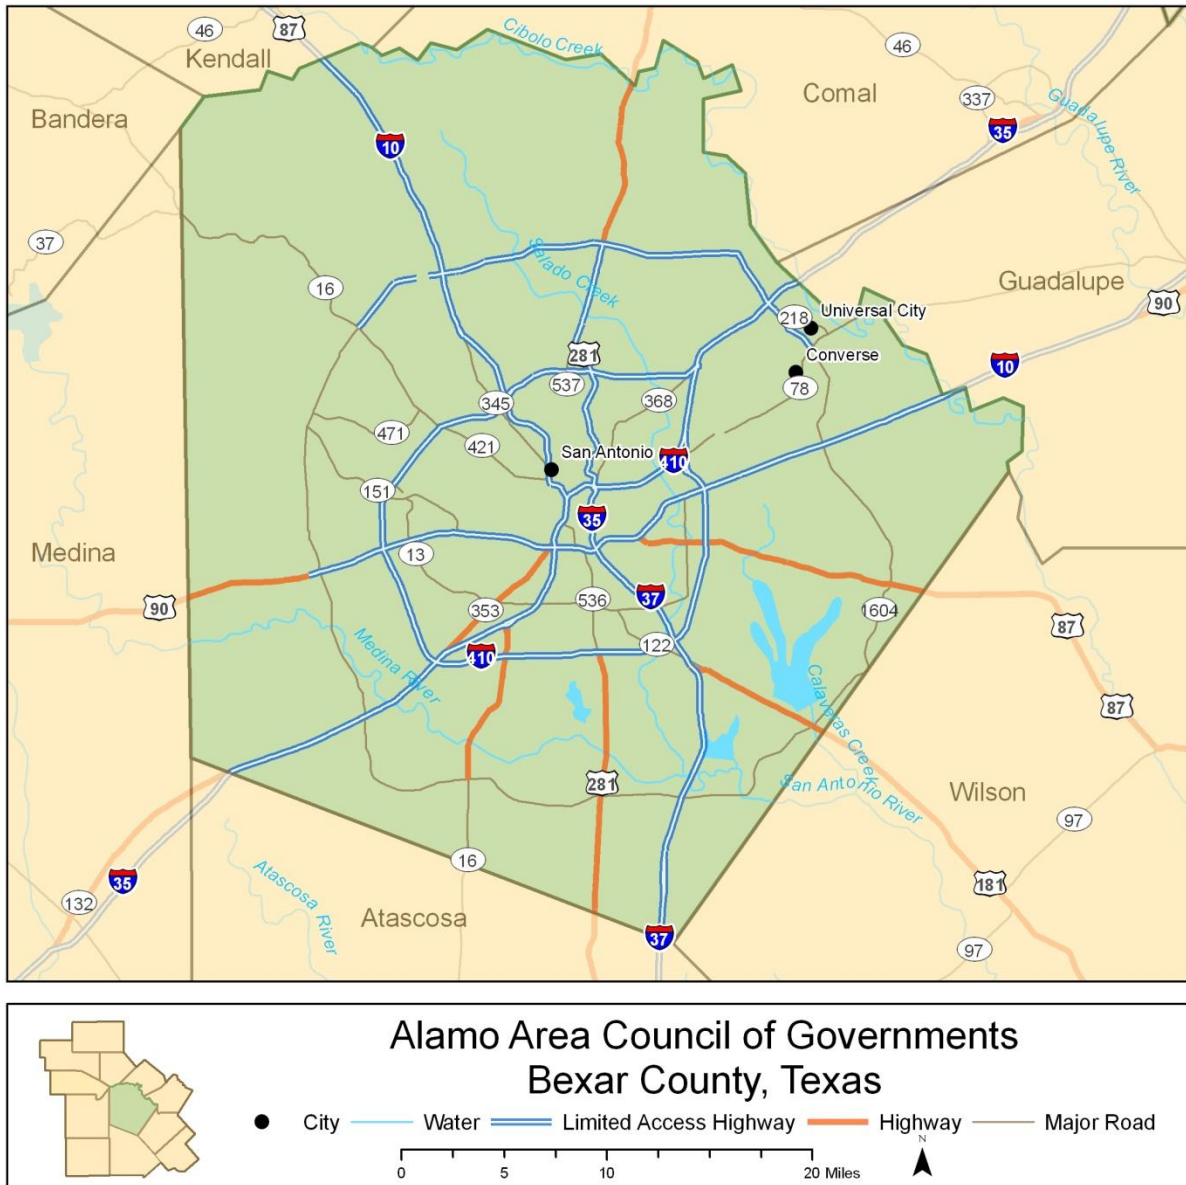 46
87
Kendall
Cibolo Creek
46
Comal
337
Guadalupe River
35
Bandera
10
37
Salado Creek
16
Guadalupe
90
218
Universal City
281
Converse
10
537
78
345
368
471
421
San Antonio
410
151
35
Medina
13
90
37
353
536
1604
87
122
Medina River
410
Calaveras Creek
87
281
San Antonio River
Wilson
97
16
Atascosa River
35
181
132
Atascosa
37
97
Alamo Area Council of Governments
Bexar County, Texas
City Water Limited Access Highway Highway Major Road
N
0 5 10 20 Miles